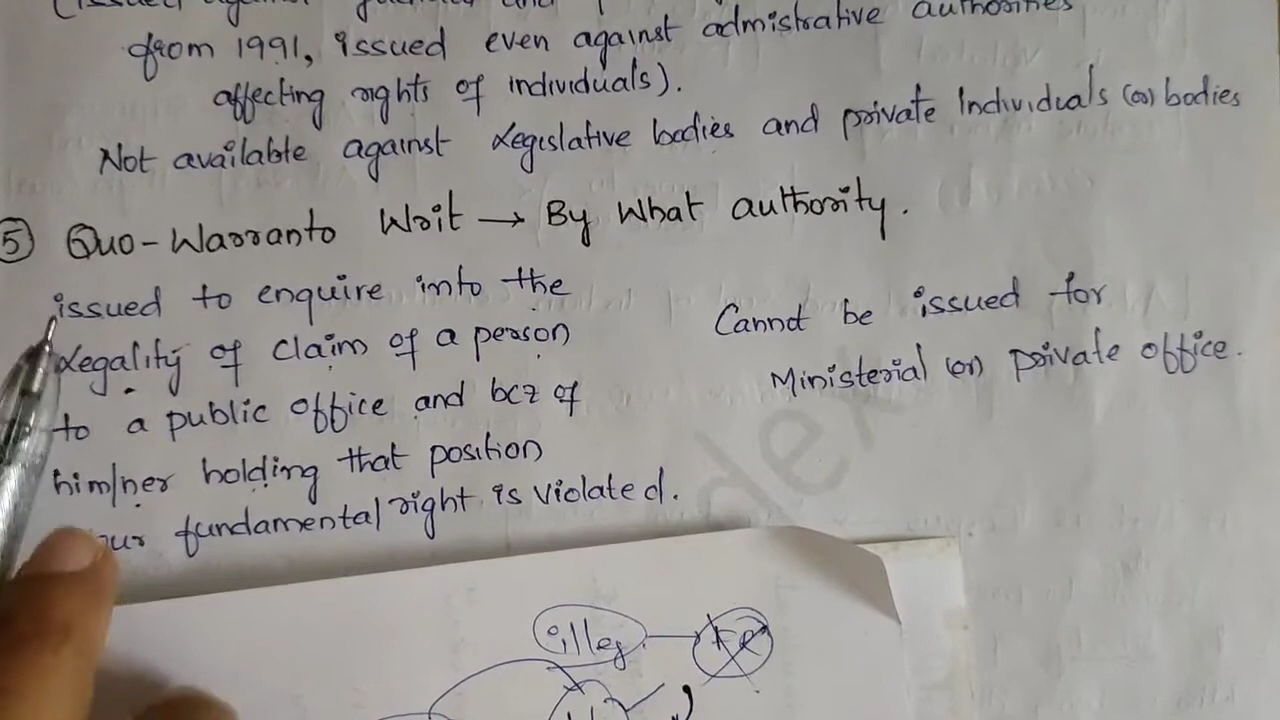 from 1991, issued even against admistrative authorities
affecting rights of individuals).
Not available against Legislative bodies and private Individuals (or) bodies
5 Quo-Warranto Writ → By What authority.
issued to enquire into the
Legality of claim of a person
to a public office and bcz of
him/her holding that position
our fundamental right is violated.
Cannot be issued for
Ministerial (or) private office.
illeg
FR